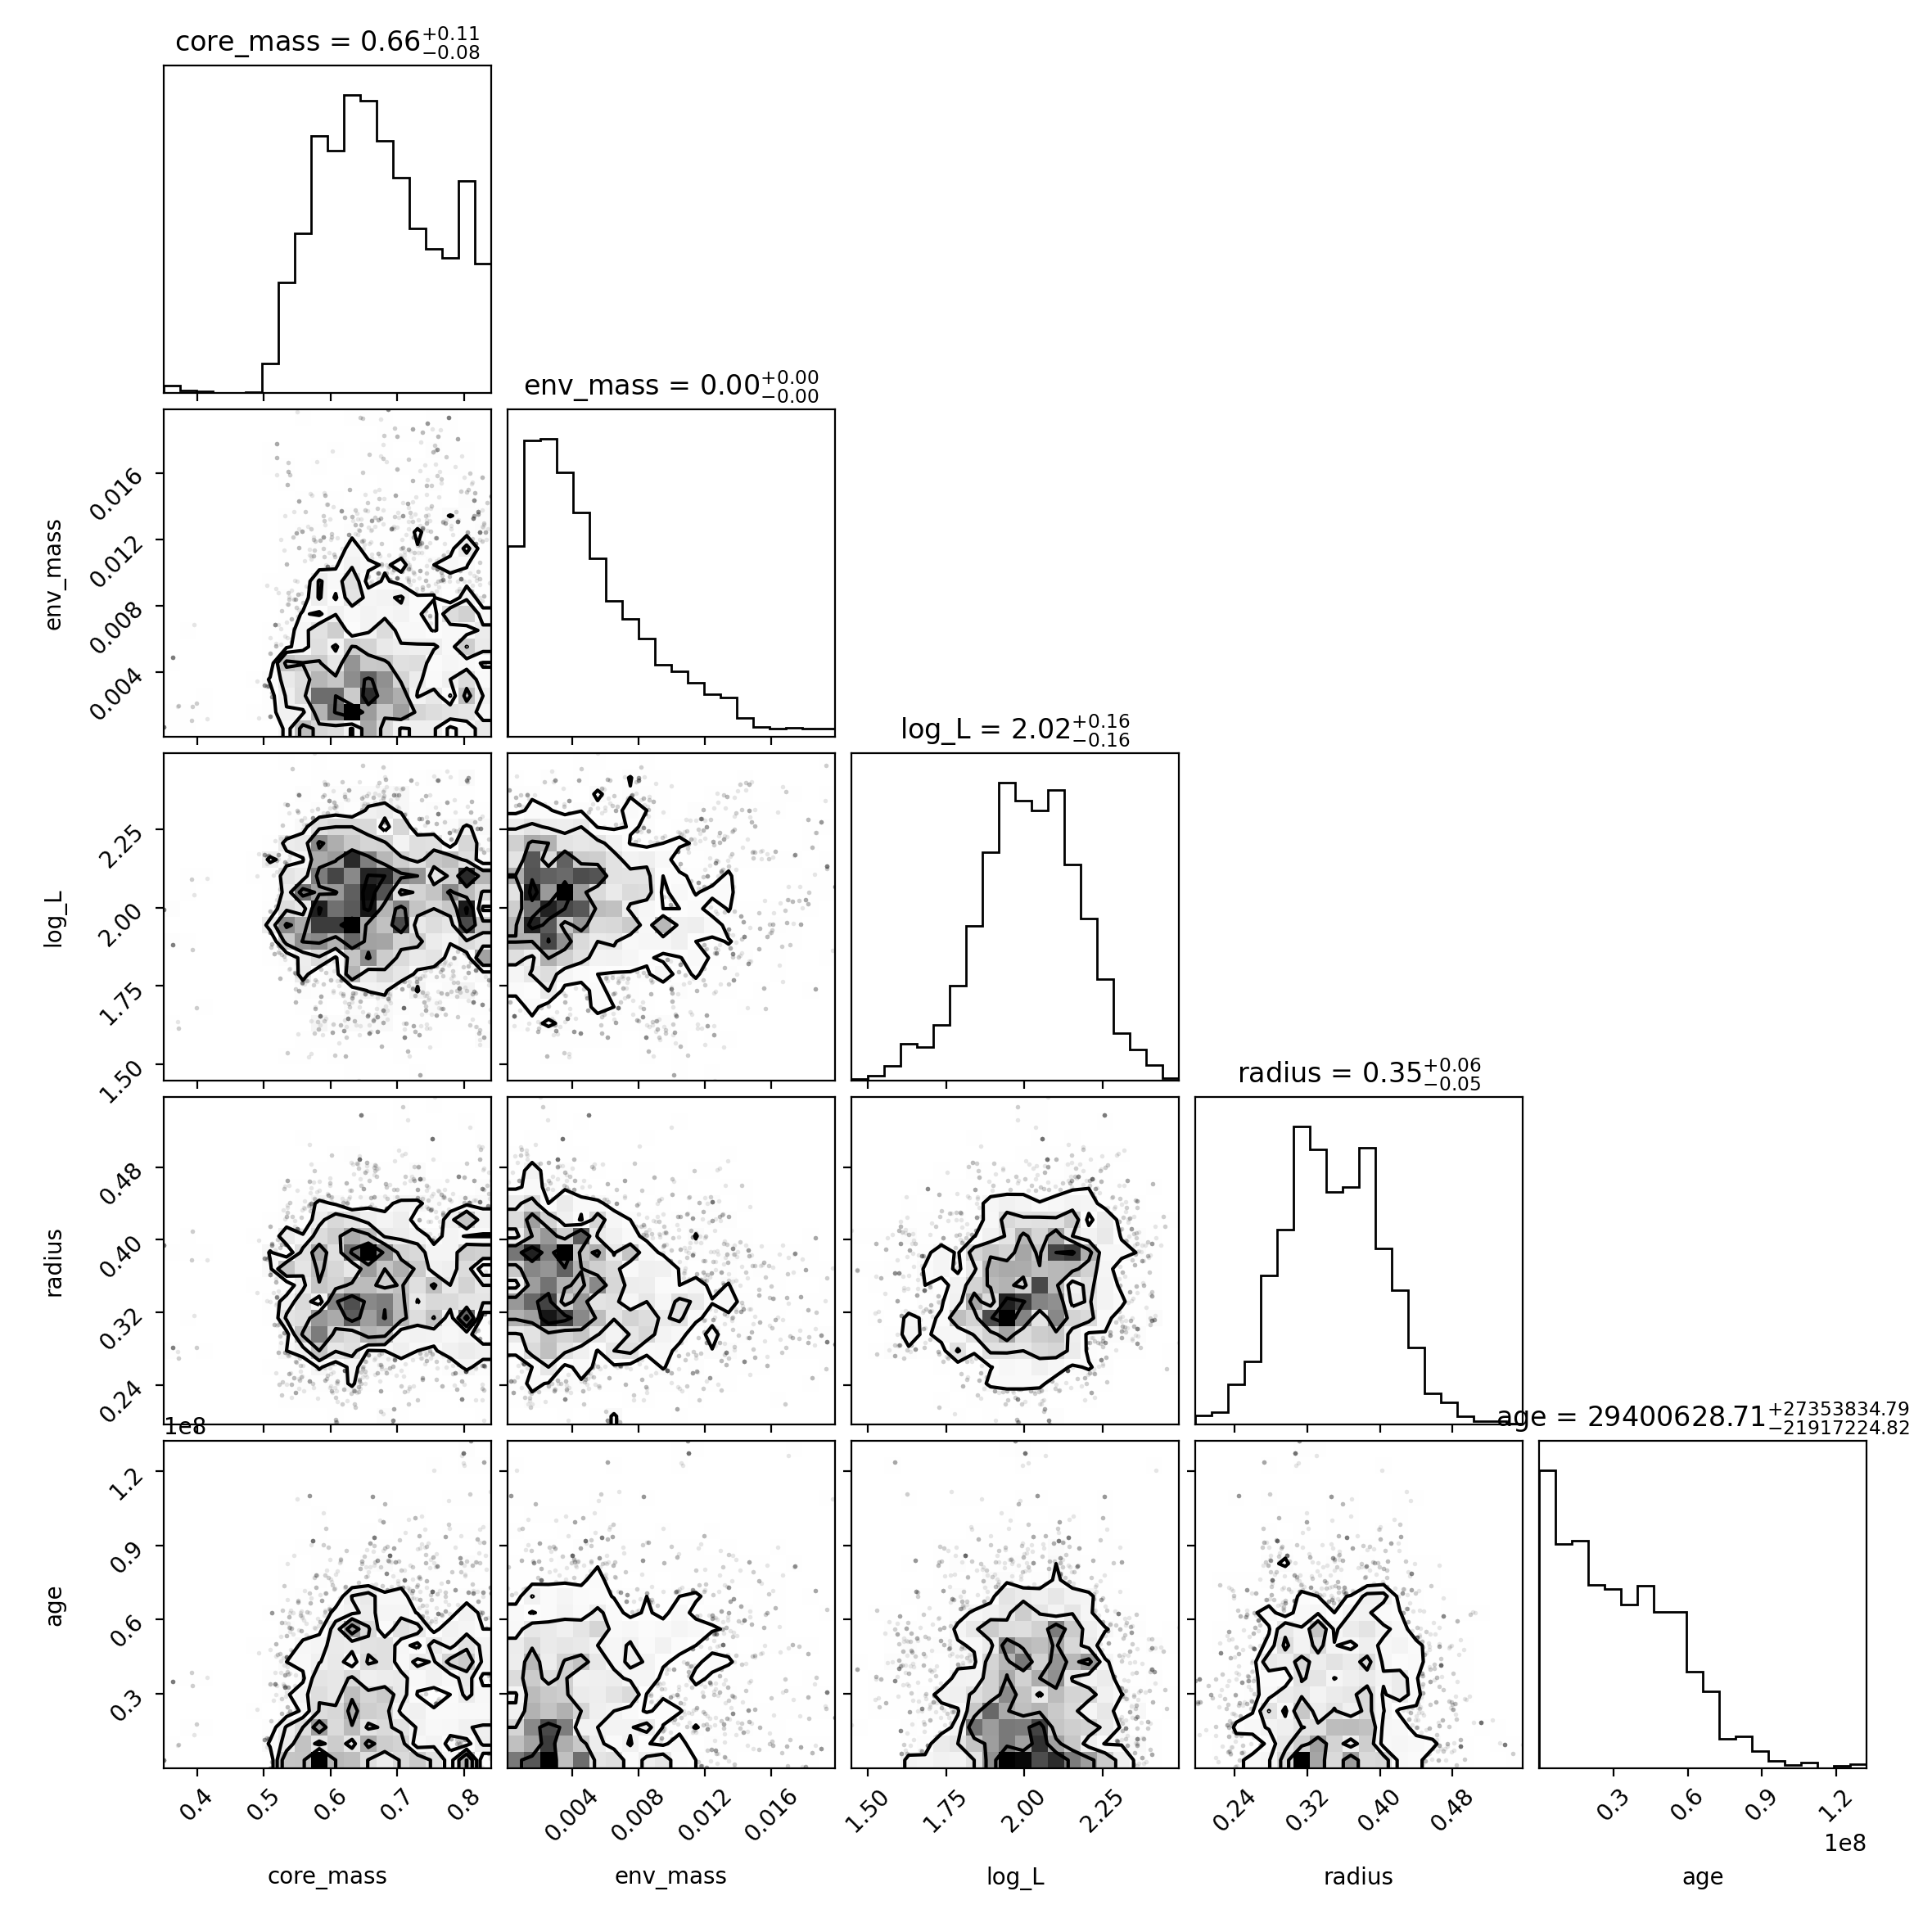 core_mass = 0.66+0.11−0.08
env_mass = 0.00+0.00−0.00
env_mass
0.016
0.012
0.008
0.004
log_L = 2.02+0.16−0.16
log_L
2.25
2.00
1.75
1.50
radius = 0.35+0.06−0.05
radius
0.48
0.40
0.32
0.24
1e8
age = 29400628.71+27353834.79−21917224.82
age
1.2
0.9
0.6
0.3
0.4 0.5 0.6 0.7 0.8 0.004 0.008 0.012 0.016 1.50 1.75 2.00 2.25 0.24 0.32 0.40 0.48 0.3 0.6 0.9 1.2
1e8
core_mass env_mass log_L radius age